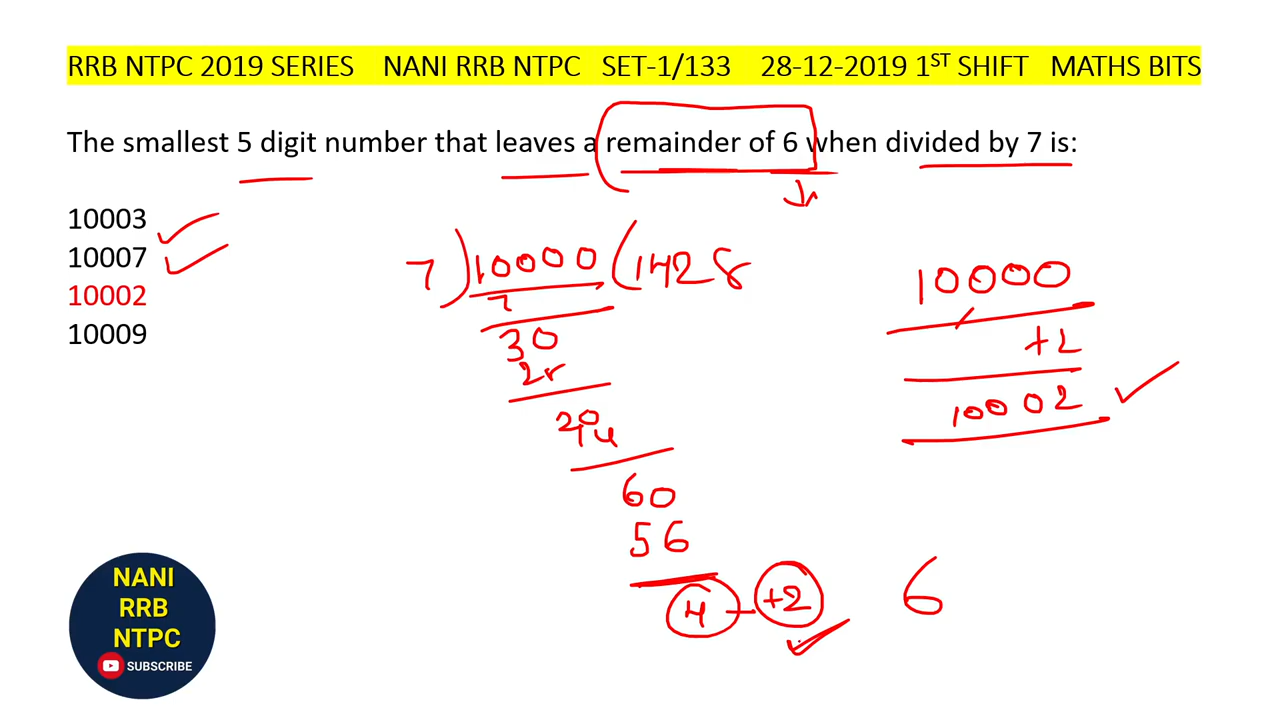 RRB NTPC 2019 SERIES NANI RRB NTPC SET-1/133 28-12-2019 1ST SHIFT MATHS BITS
The smallest 5 digit number that leaves a remainder of 6 when divided by 7 is:
10003
10007
10002
10009
7)10000(1428
7
30
28
20
60
56
4 +2
6
10000
+2
10002
NANI
RRB
NTPC
SUBSCRIBE